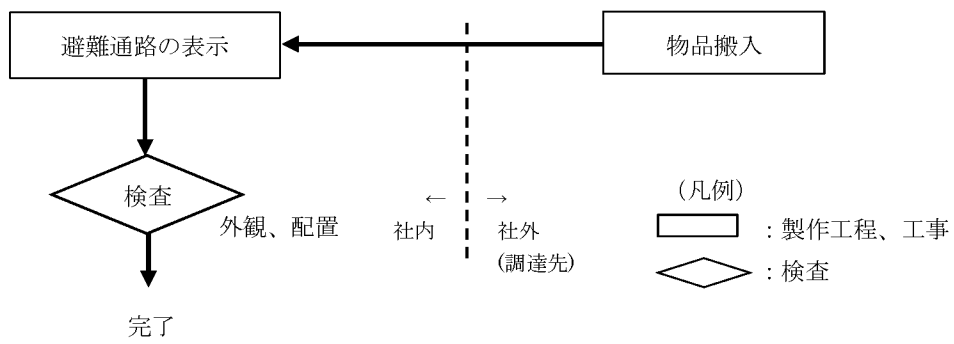 避難通路の表示
物品搬入
検査
外観、配置
← →
社内 社外
(調達先)
(凡例)
：製作工程、工事
：検査
完了